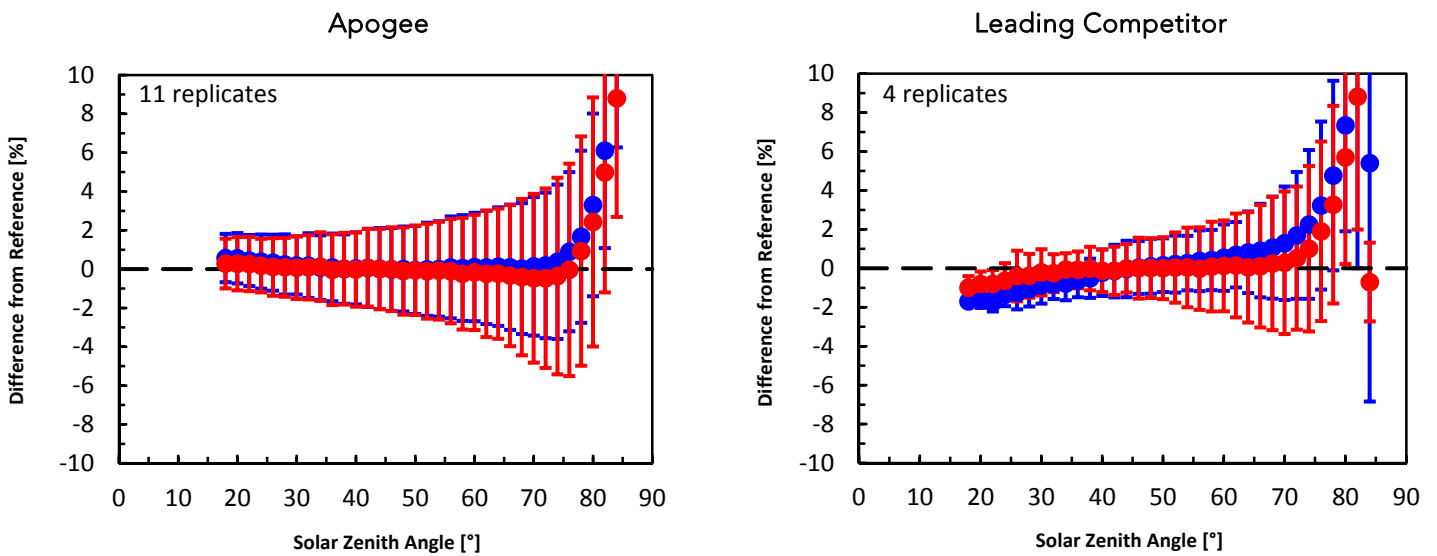 Apogee
Leading Competitor
11 replicates
10
8
6
4
2
0
-2
-4
-6
-8
-10
0 10 20 30 40 50 60 70 80 90
Difference from Reference [%]
Solar Zenith Angle [°]
4 replicates
10
8
6
4
2
0
-2
-4
-6
-8
-10
0 10 20 30 40 50 60 70 80 90
Difference from Reference [%]
Solar Zenith Angle [°]